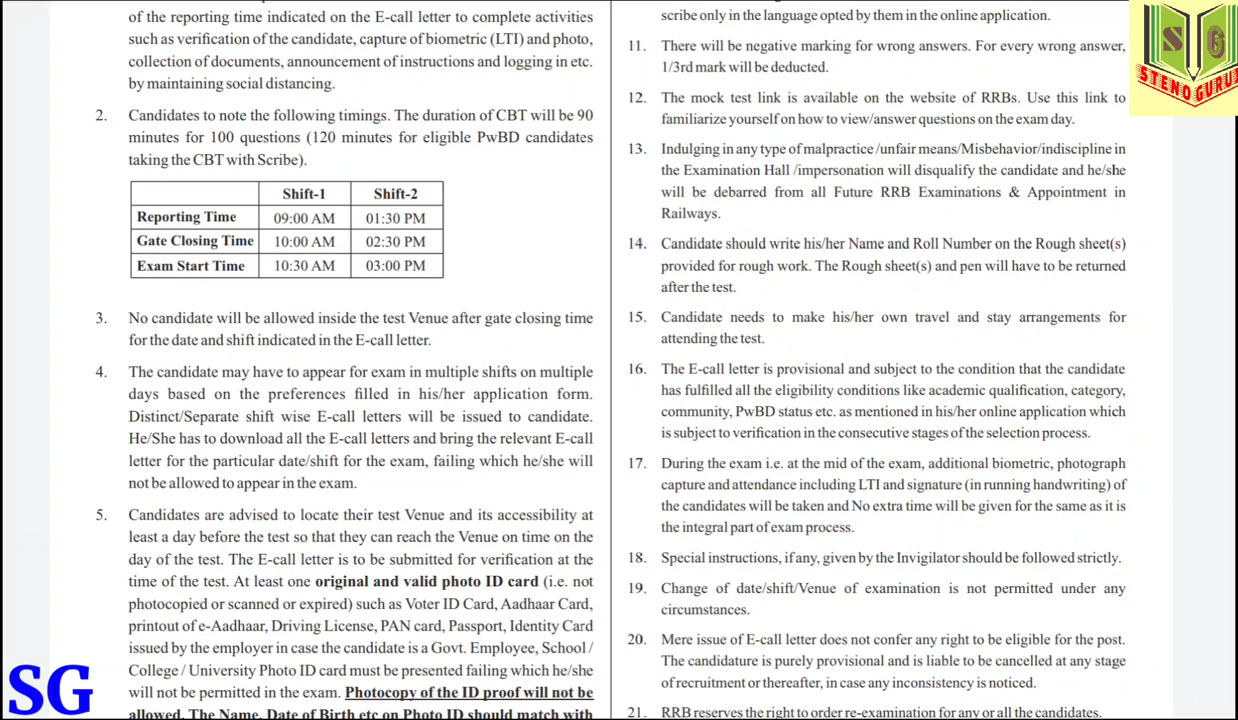 of the reporting time indicated on the E-call letter to complete activities
such as verification of the candidate, capture of biometric (LTI) and photo,
collection of documents, announcement of instructions and logging in etc.
by maintaining social distancing.
2. Candidates to note the following timings. The duration of CBT will be 90
minutes for 100 questions (120 minutes for eligible PwBD candidates
taking the CBT with Scribe).
Shift-1 Shift-2
Reporting Time 09:00 AM 01:30 PM
Gate Closing Time 10:00 AM 02:30 PM
Exam Start Time 10:30 AM 03:00 PM
3. No candidate will be allowed inside the test Venue after gate closing time
for the date and shift indicated in the E-call letter.
4. The candidate may have to appear for exam in multiple shifts on multiple
days based on the preferences filled in his/her application form.
Distinct/Separate shift wise E-call letters will be issued to candidate.
He/She has to download all the E-call letters and bring the relevant E-call
letter for the particular date/shift for the exam, failing which he/she will
not be allowed to appear in the exam.
5. Candidates are advised to locate their test Venue and its accessibility at
least a day before the test so that they can reach the Venue on time on the
day of the test. The E-call letter is to be submitted for verification at the
time of the test. At least one original and valid photo ID card (i.e. not
photocopied or scanned or expired) such as Voter ID Card, Aadhaar Card,
printout of e-Aadhaar, Driving License, PAN card, Passport, Identity Card
issued by the employer in case the candidate is a Govt. Employee, School /
College / University Photo ID card must be presented failing which he/she
will not be permitted in the exam. Photocopy of the ID proof will not be
allowed. The Name, Date of Birth etc on Photo ID should match with
SG
scribe only in the language opted by them in the online application.
11. There will be negative marking for wrong answers. For every wrong answer,
1/3rd mark will be deducted.
12. The mock test link is available on the website of RRBs. Use this link to
familiarize yourself on how to view/answer questions on the exam day.
13. Indulging in any type of malpractice /unfair means/Misbehavior/indiscipline in
the Examination Hall /impersonation will disqualify the candidate and he/she
will be debarred from all Future RRB Examinations & Appointment in
Railways.
14. Candidate should write his/her Name and Roll Number on the Rough sheet(s)
provided for rough work. The Rough sheet(s) and pen will have to be returned
after the test.
15. Candidate needs to make his/her own travel and stay arrangements for
attending the test.
16. The E-call letter is provisional and subject to the condition that the candidate
has fulfilled all the eligibility conditions like academic qualification, category,
community, PwBD status etc. as mentioned in his/her online application which
is subject to verification in the consecutive stages of the selection process.
17. During the exam i.e. at the mid of the exam, additional biometric, photograph
capture and attendance including LTI and signature (in running handwriting) of
the candidates will be taken and No extra time will be given for the same as it is
the integral part of exam process.
18. Special instructions, if any, given by the Invigilator should be followed strictly.
19. Change of date/shift/Venue of examination is not permitted under any
circumstances.
20. Mere issue of E-call letter does not confer any right to be eligible for the post.
The candidature is purely provisional and is liable to be cancelled at any stage
of recruitment or thereafter, in case any inconsistency is noticed.
21. RRB reserves the right to order re-examination for any or all the candidates.
S G
STENO GURU